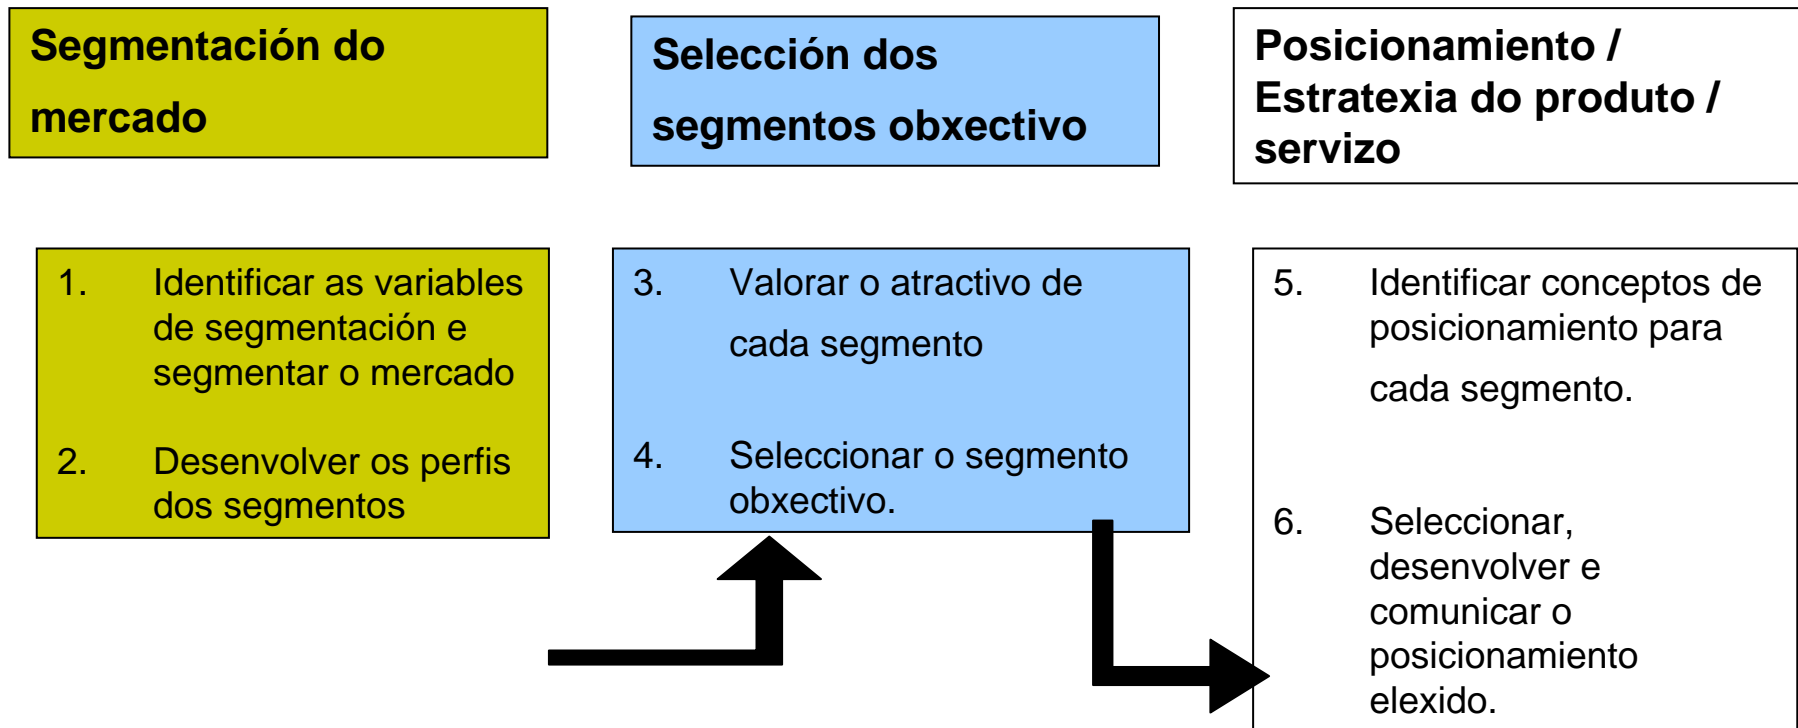 Segmentación do
mercado
Selección dos
segmentos obxectivo
Posicionamiento /
Estratexia do produto /
servizo
1. Identificar as variables
de segmentación e
segmentar o mercado
2. Desenvolver os perfis
dos segmentos
3. Valorar o atractivo de
cada segmento
4. Seleccionar o segmento
obxectivo.
5. Identificar conceptos de
posicionamiento para
cada segmento.
6. Seleccionar,
desenvolver e
comunicar o
posicionamiento
elexido.